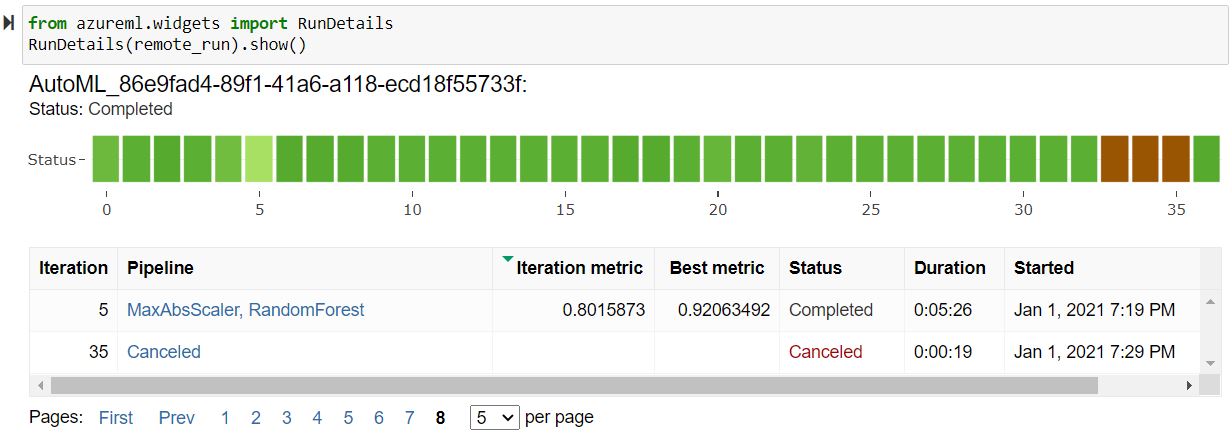 from azureml.widgets import RunDetails
RunDetails(remote_run).show()
AutoML_86e9fad4-89f1-41a6-a118-ecd18f55733f:
Status: Completed
Status
0 5 10 15 20 25 30 35
Iteration Pipeline Iteration metric Best metric Status Duration Started
5 MaxAbsScaler, RandomForest 0.8015873 0.92063492 Completed 0:05:26 Jan 1, 2021 7:19 PM
35 Canceled Canceled 0:00:19 Jan 1, 2021 7:29 PM
Pages: First Prev 1 2 3 4 5 6 7 8 5 per page